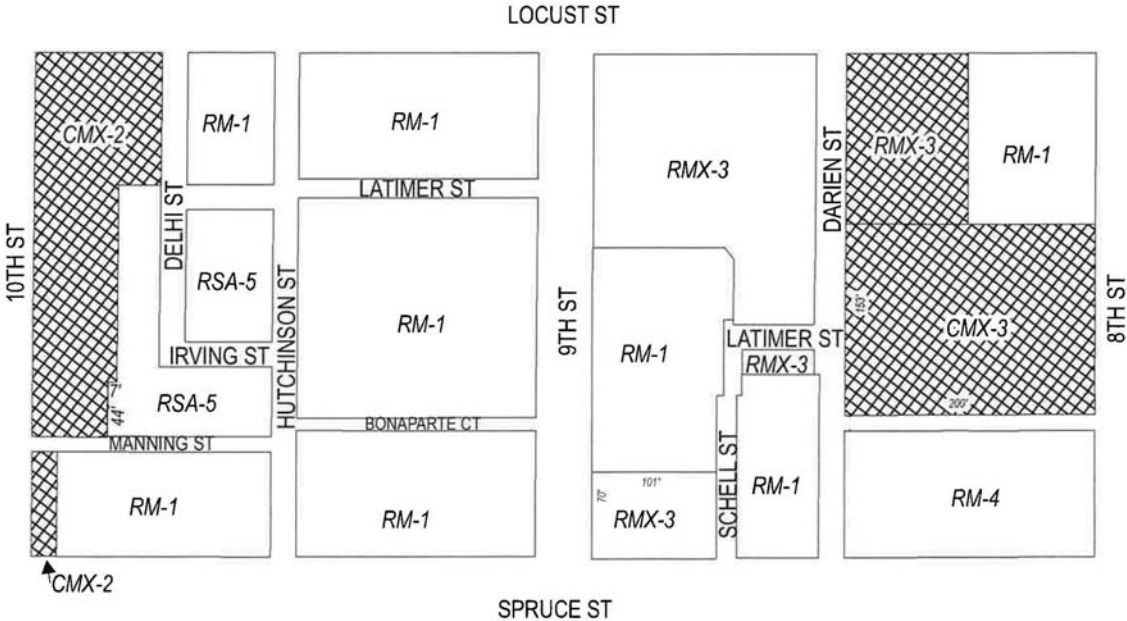 LOCUST ST
CMX-2
RM-1
RM-1
RMX-3
RMX-3
RM-1
LATIMER ST
DARIEN ST
DELHI ST
10TH ST
RSA-5
HUTCHINSON ST
RM-1
9TH ST
RM-1
LATIMER ST
RMX-3
153'
CMX-3
200'
8TH ST
IRVING ST
7'
44'
RSA-5
MANNING ST
BONAPARTE CT
RM-1
RM-1
70'
101'
RMX-3
SCHELL ST
RM-1
RM-4
CMX-2
SPRUCE ST